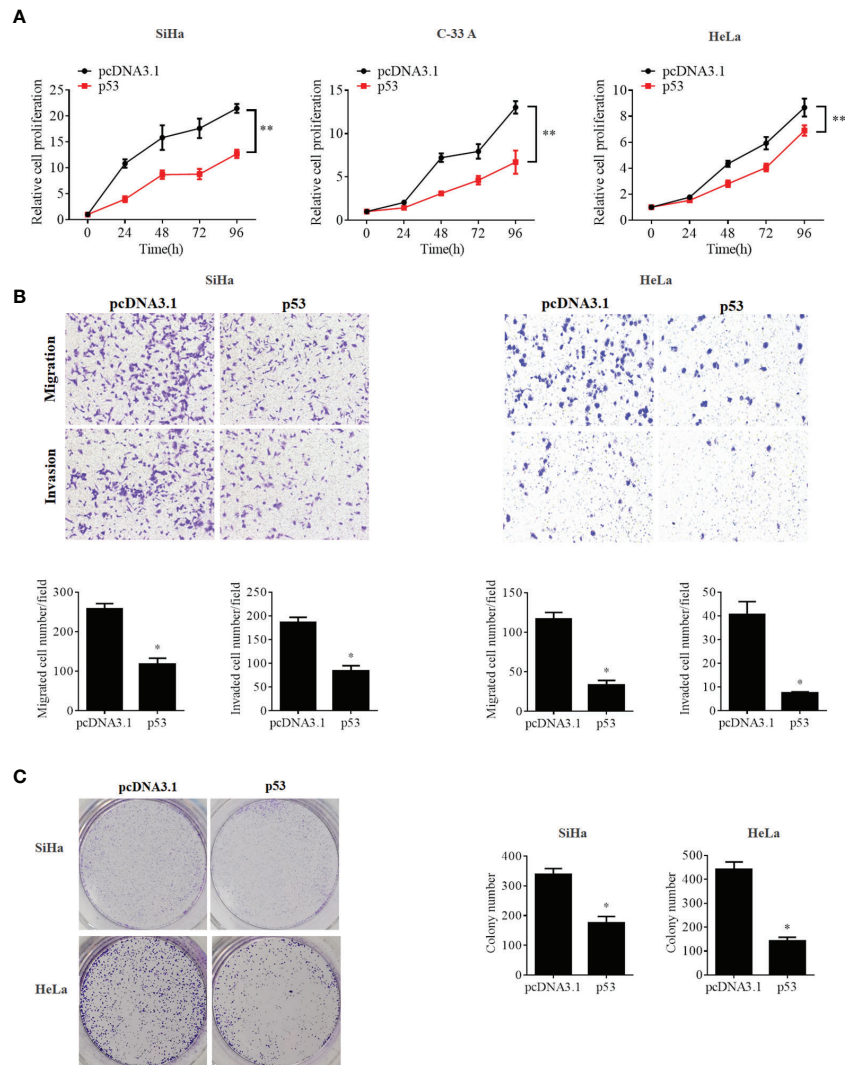 A
SiHa
pcDNA3.1
p53
Relative cell proliferation
25
20
15
10
5
0
**
0 24 48 72 96
Time(h)
C-33 A
pcDNA3.1
p53
Relative cell proliferation
15
10
5
0
**
0 24 48 72 96
Time(h)
HeLa
pcDNA3.1
p53
Relative cell proliferation
10
8
6
4
2
0
**
0 24 48 72 96
Time(h)
B
SiHa
pcDNA3.1 p53
Migration
Invasion
HeLa
pcDNA3.1 p53
Migrated cell number/field
300
200
100
0
*
pcDNA3.1 p53
Invaded cell number/field
200
150
100
50
0
*
pcDNA3.1 p53
Migrated cell number/field
150
100
50
0
*
pcDNA3.1 p53
Invaded cell number/field
50
40
30
20
10
0
*
pcDNA3.1 p53
C
pcDNA3.1 p53
SiHa
HeLa
SiHa
Colony number
400
300
200
100
0
*
pcDNA3.1 p53
HeLa
Colony number
500
400
300
200
100
0
*
pcDNA3.1 p53